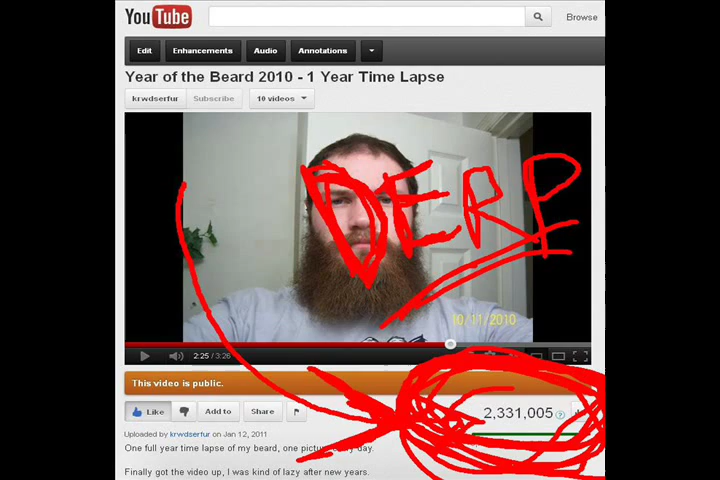 YouTube
Browse
Edit Enhancements Audio Annotations
Year of the Beard 2010 - 1 Year Time Lapse
krwdserfur Subscribe 10 videos
DERP
10/11/2010
2:25 / 3:26
This video is public.
Like Add to Share
2,331,005
Uploaded by krwdserfur on Jan 12, 2011
One full year time lapse of my beard, one picture every day.
Finally got the video up, I was kind of lazy after new years.